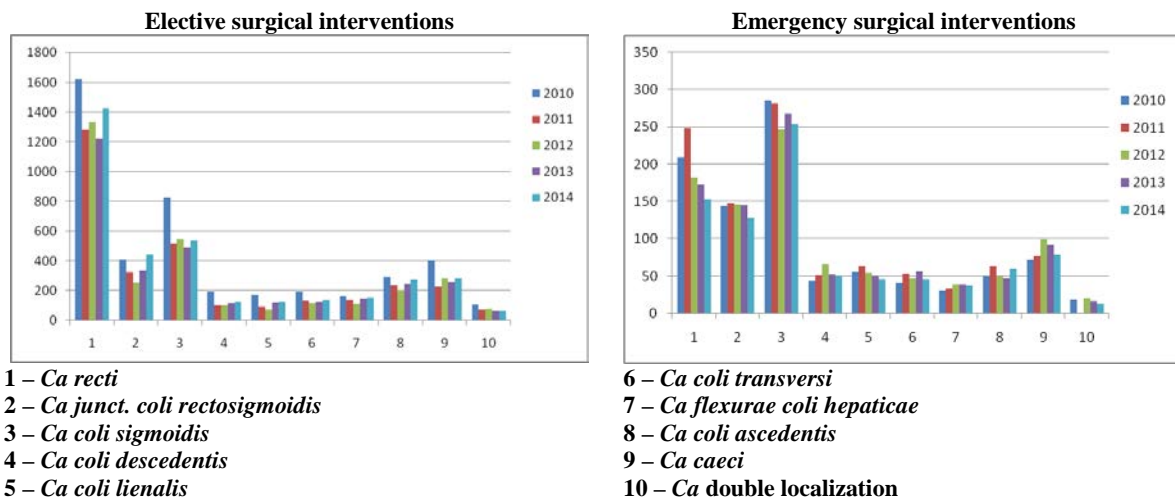 Elective surgical interventions
1800
1600
1400
1200
1000
800
600
400
200
0
1 2 3 4 5 6 7 8 9 10
2010
2011
2012
2013
2014
Emergency surgical interventions
350
300
250
200
150
100
50
0
1 2 3 4 5 6 7 8 9 10
2010
2011
2012
2013
2014
1 – Ca recti
2 – Ca junct. coli rectosigmoidis
3 – Ca coli sigmoidis
4 – Ca coli descedentis
5 – Ca coli lienalis
6 – Ca coli transversi
7 – Ca flexurae coli hepaticae
8 – Ca coli ascedentis
9 – Ca caeci
10 – Ca double localization